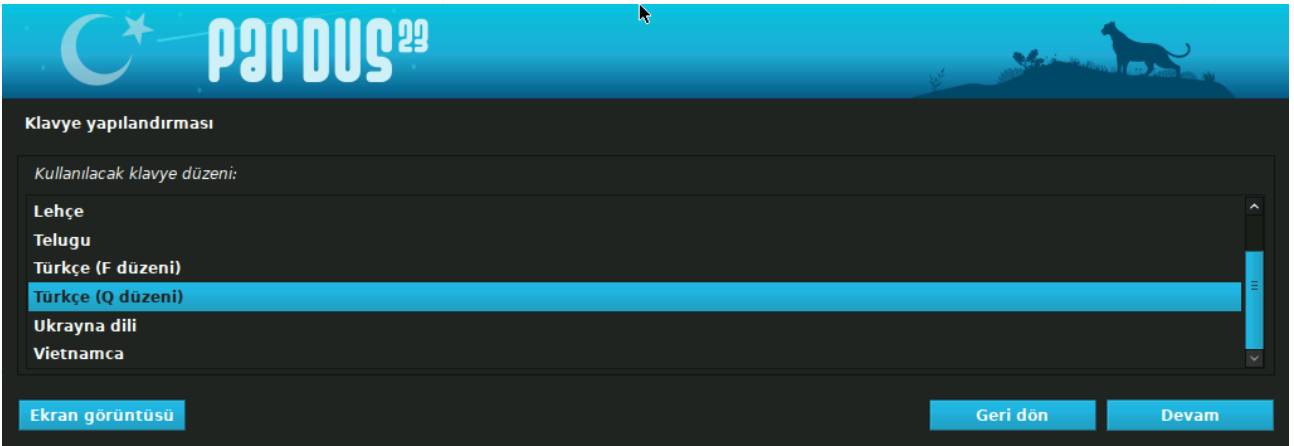 Pardus 23
Klavye yapılandırması
Kullanılacak klavye düzeni:
Lehçe
Telugu
Türkçe (F düzeni)
Türkçe (Q düzeni)
Ukrayna dili
Vietnamca
Ekran görüntüsü
Geri dön
Devam